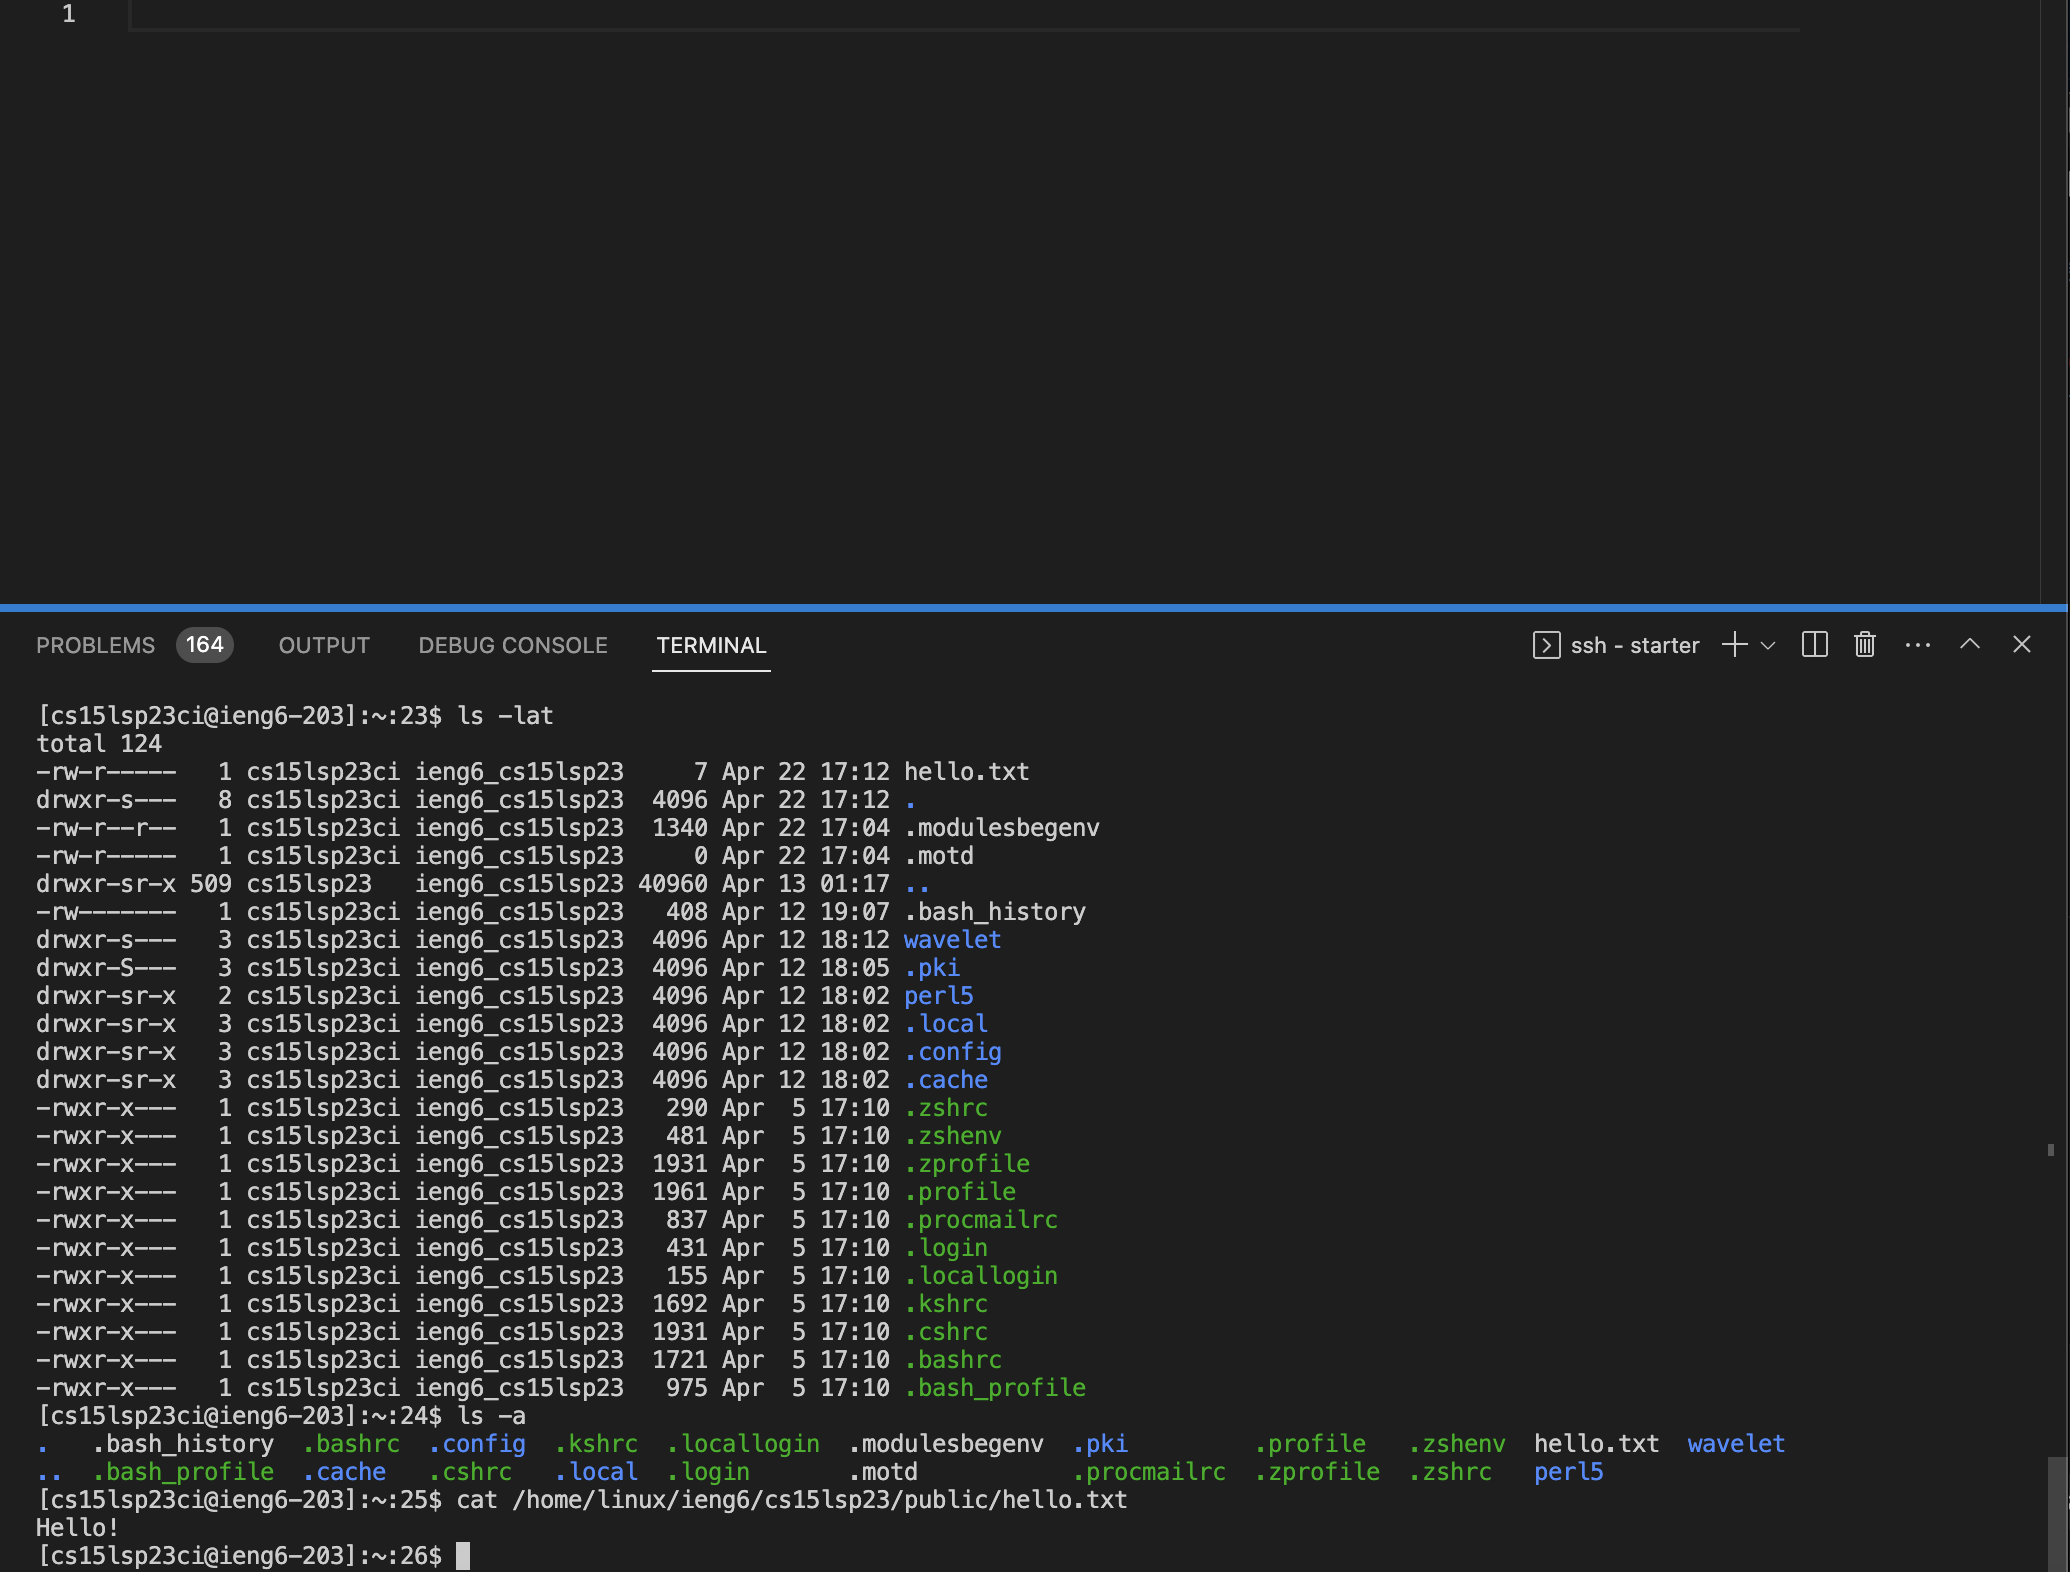 1
PROBLEMS 164 OUTPUT DEBUG CONSOLE TERMINAL ssh - starter
[cs15lsp23ci@ieng6-203]:~:23$ ls -lat
total 124
-rw-r-----   1 cs15lsp23ci ieng6_cs15lsp23     7 Apr 22 17:12 hello.txt
drwxr-s---   8 cs15lsp23ci ieng6_cs15lsp23  4096 Apr 22 17:12 .
-rw-r--r--   1 cs15lsp23ci ieng6_cs15lsp23  1340 Apr 22 17:04 .modulesbegenv
-rw-r-----   1 cs15lsp23ci ieng6_cs15lsp23     0 Apr 22 17:04 .motd
drwxr-sr-x 509 cs15lsp23   ieng6_cs15lsp23 40960 Apr 13 01:17 ..
-rw-------   1 cs15lsp23ci ieng6_cs15lsp23   408 Apr 12 19:07 .bash_history
drwxr-s---   3 cs15lsp23ci ieng6_cs15lsp23  4096 Apr 12 18:12 wavelet
drwxr-S---   3 cs15lsp23ci ieng6_cs15lsp23  4096 Apr 12 18:05 .pki
drwxr-sr-x   2 cs15lsp23ci ieng6_cs15lsp23  4096 Apr 12 18:02 perl5
drwxr-sr-x   3 cs15lsp23ci ieng6_cs15lsp23  4096 Apr 12 18:02 .local
drwxr-sr-x   3 cs15lsp23ci ieng6_cs15lsp23  4096 Apr 12 18:02 .config
drwxr-sr-x   3 cs15lsp23ci ieng6_cs15lsp23  4096 Apr 12 18:02 .cache
-rwxr-x---   1 cs15lsp23ci ieng6_cs15lsp23   290 Apr  5 17:10 .zshrc
-rwxr-x---   1 cs15lsp23ci ieng6_cs15lsp23   481 Apr  5 17:10 .zshenv
-rwxr-x---   1 cs15lsp23ci ieng6_cs15lsp23  1931 Apr  5 17:10 .zprofile
-rwxr-x---   1 cs15lsp23ci ieng6_cs15lsp23  1961 Apr  5 17:10 .profile
-rwxr-x---   1 cs15lsp23ci ieng6_cs15lsp23   837 Apr  5 17:10 .procmailrc
-rwxr-x---   1 cs15lsp23ci ieng6_cs15lsp23   431 Apr  5 17:10 .login
-rwxr-x---   1 cs15lsp23ci ieng6_cs15lsp23   155 Apr  5 17:10 .locallogin
-rwxr-x---   1 cs15lsp23ci ieng6_cs15lsp23  1692 Apr  5 17:10 .kshrc
-rwxr-x---   1 cs15lsp23ci ieng6_cs15lsp23  1931 Apr  5 17:10 .cshrc
-rwxr-x---   1 cs15lsp23ci ieng6_cs15lsp23  1721 Apr  5 17:10 .bashrc
-rwxr-x---   1 cs15lsp23ci ieng6_cs15lsp23   975 Apr  5 17:10 .bash_profile
[cs15lsp23ci@ieng6-203]:~:24$ ls -a
.   .bash_history  .bashrc  .config  .kshrc  .locallogin  .modulesbegenv  .pki         .profile   .zshenv  hello.txt  wavelet
..  .bash_profile  .cache   .cshrc   .local  .login       .motd           .procmailrc  .zprofile  .zshrc   perl5
[cs15lsp23ci@ieng6-203]:~:25$ cat /home/linux/ieng6/cs15lsp23/public/hello.txt
Hello!
[cs15lsp23ci@ieng6-203]:~:26$